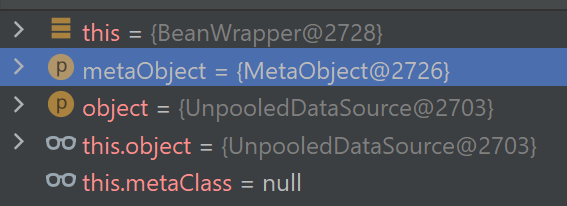 this = {BeanWrapper@2728}
p metaObject = {MetaObject@2726}
p object = {UnpooledDataSource@2703}
this.object = {UnpooledDataSource@2703}
this.metaClass = null